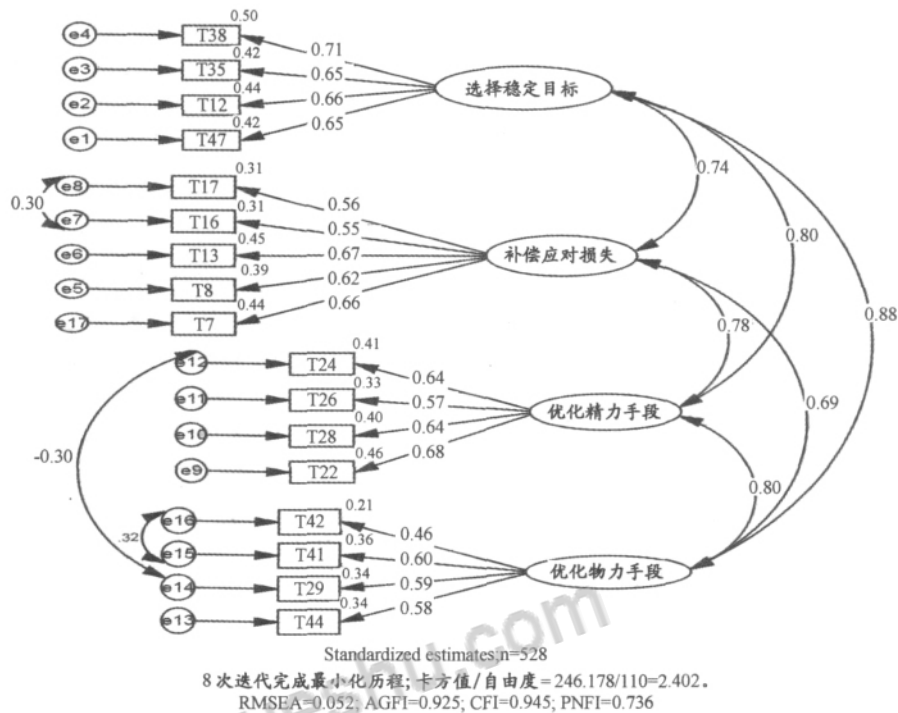 0.50
e4 T38 0.71
0.42
e3 T35 0.65 选择稳定目标
0.44
e2 T12 0.66
0.42
e1 T47 0.65
0.74
0.31
e8 T17 0.56
0.30
0.31
e7 T16 0.55 0.80
0.45
e6 T13 0.67 补偿应对损失
0.39
e5 T8 0.62
0.44
e17 T7 0.66 0.78 0.88
0.41
e12 T24 0.64
0.33
e11 T26 0.57 0.69
0.40
e10 T28 0.64 优化精力手段
0.46
-0.30
e9 T22 0.68
0.80
0.21
e16 T42 0.46
.32
0.36
e15 T41 0.60 优化物力手段
0.34
e14 T29 0.59
0.34
e13 T44 0.58
Standardized estimates;n=528
8次迭代完成最小化历程;卡方值/自由度=246.178/110=2.402。
RMSEA=0.052; AGFI=0.925; CFI=0.945; PNFI=0.736